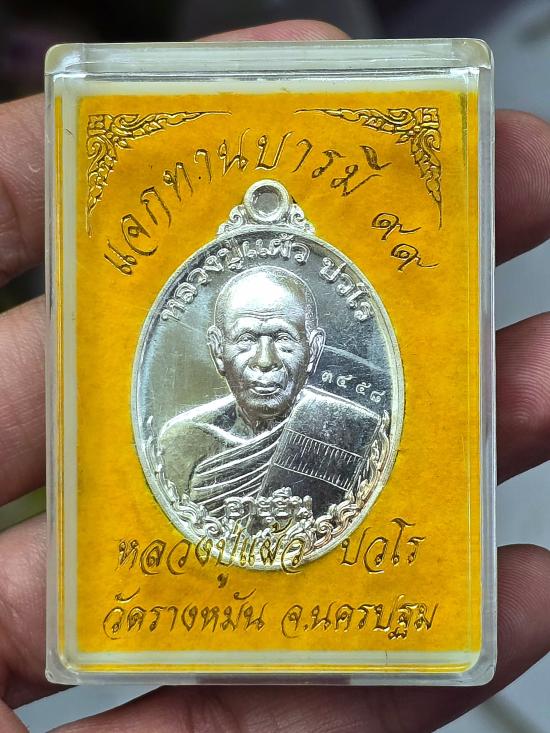 แจกทานบารมี ๙๙
หลวงปู่แผ้ว ปวโร
๓๔๕๘
อายุยืน
หลวงปู่แผ้ว ปวโร
วัดรางหมัน จ.นครปฐม